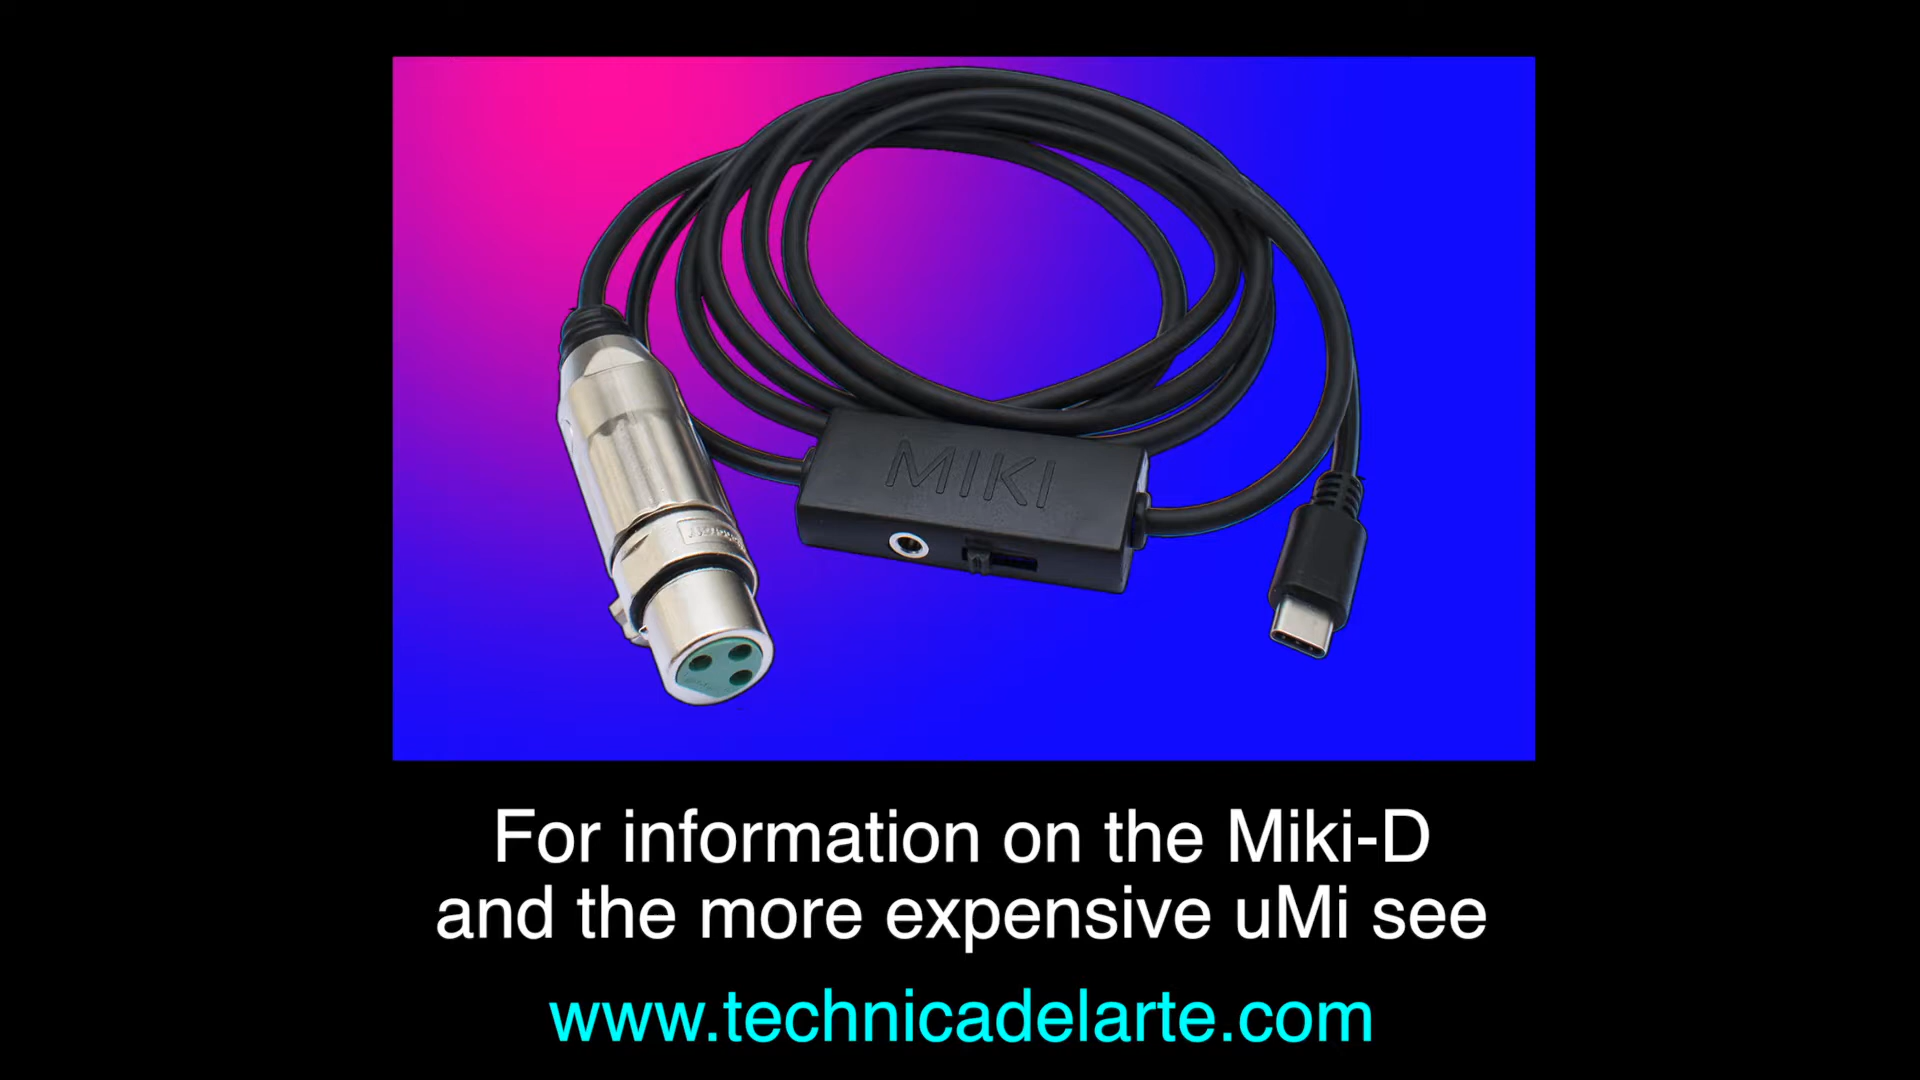 MIKI
For information on the Miki-D
and the more expensive uMi see
www.technicadelarte.com